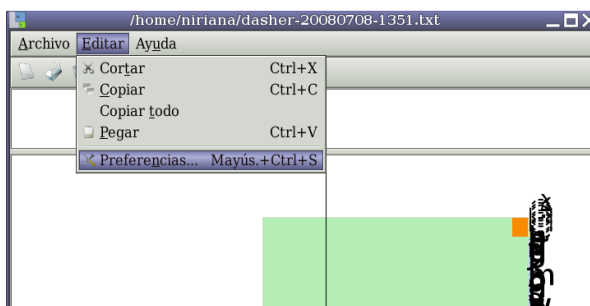 /home/niriana/dasher-20080708-1351.txt
Archivo Editar Ayuda
Cortar Ctrl+X
Copiar Ctrl+C
Copiar todo
Pegar Ctrl+V
Preferencias... Mayús.+Ctrl+S
m